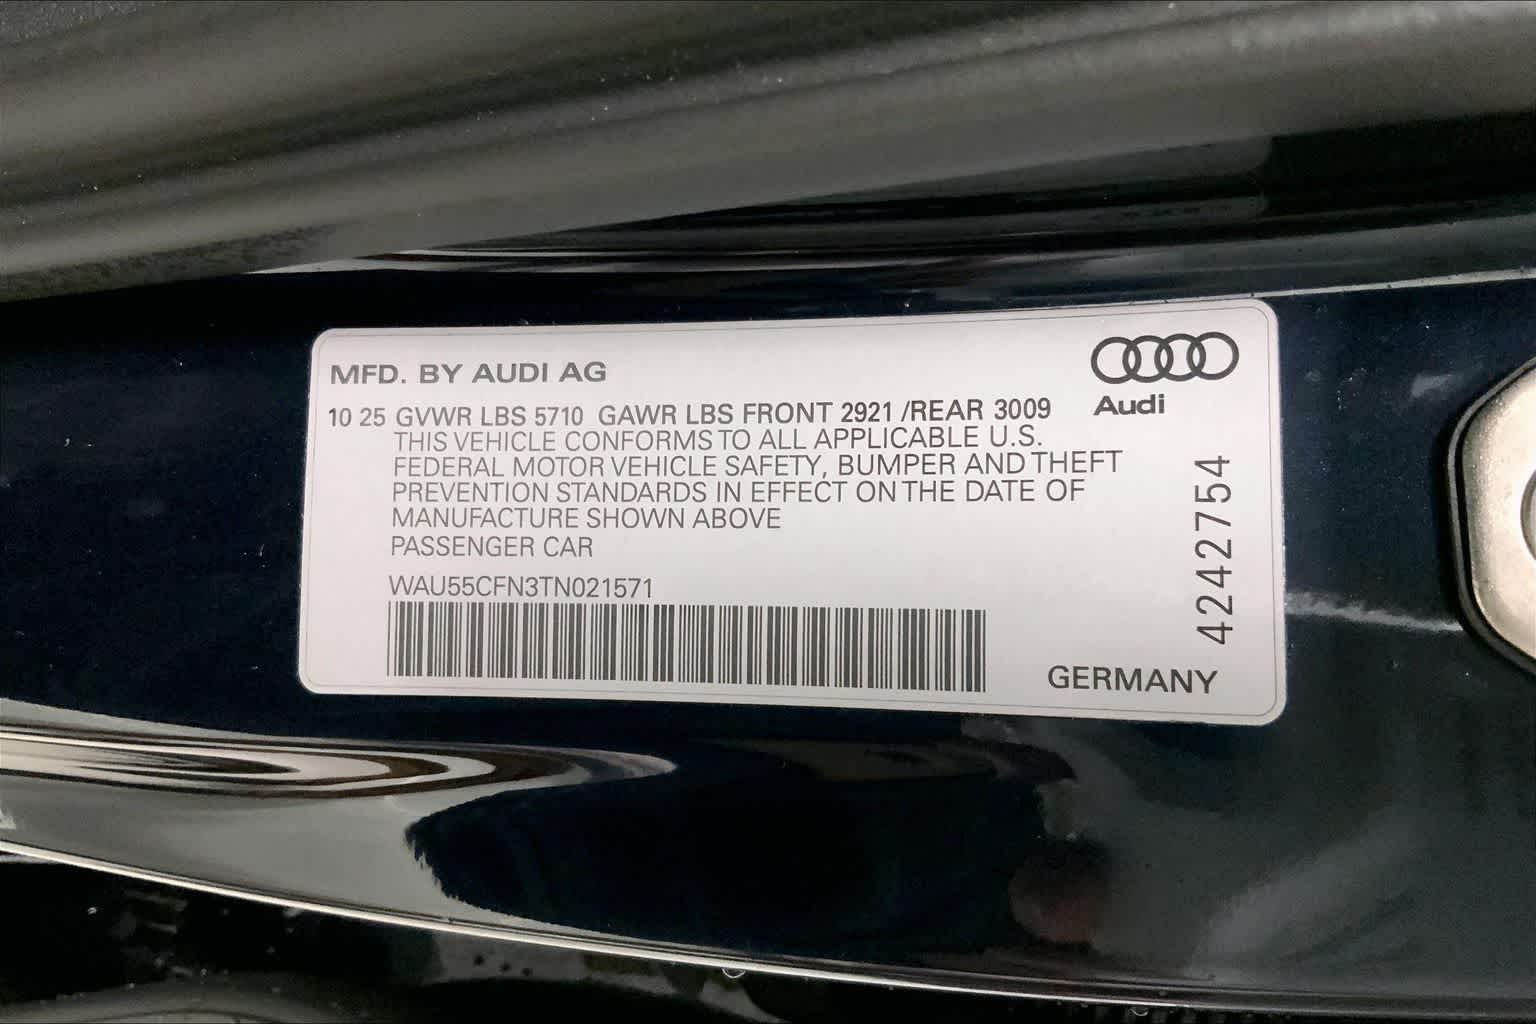 MFD. BY AUDI AG
Audi
10 25 GVWR LBS 5710 GAWR LBS FRONT 2921 /REAR 3009
THIS VEHICLE CONFORMS TO ALL APPLICABLE U.S.
FEDERAL MOTOR VEHICLE SAFETY, BUMPER AND THEFT
PREVENTION STANDARDS IN EFFECT ON THE DATE OF
MANUFACTURE SHOWN ABOVE
PASSENGER CAR
WAU55CFN3TN021571
4242754
GERMANY